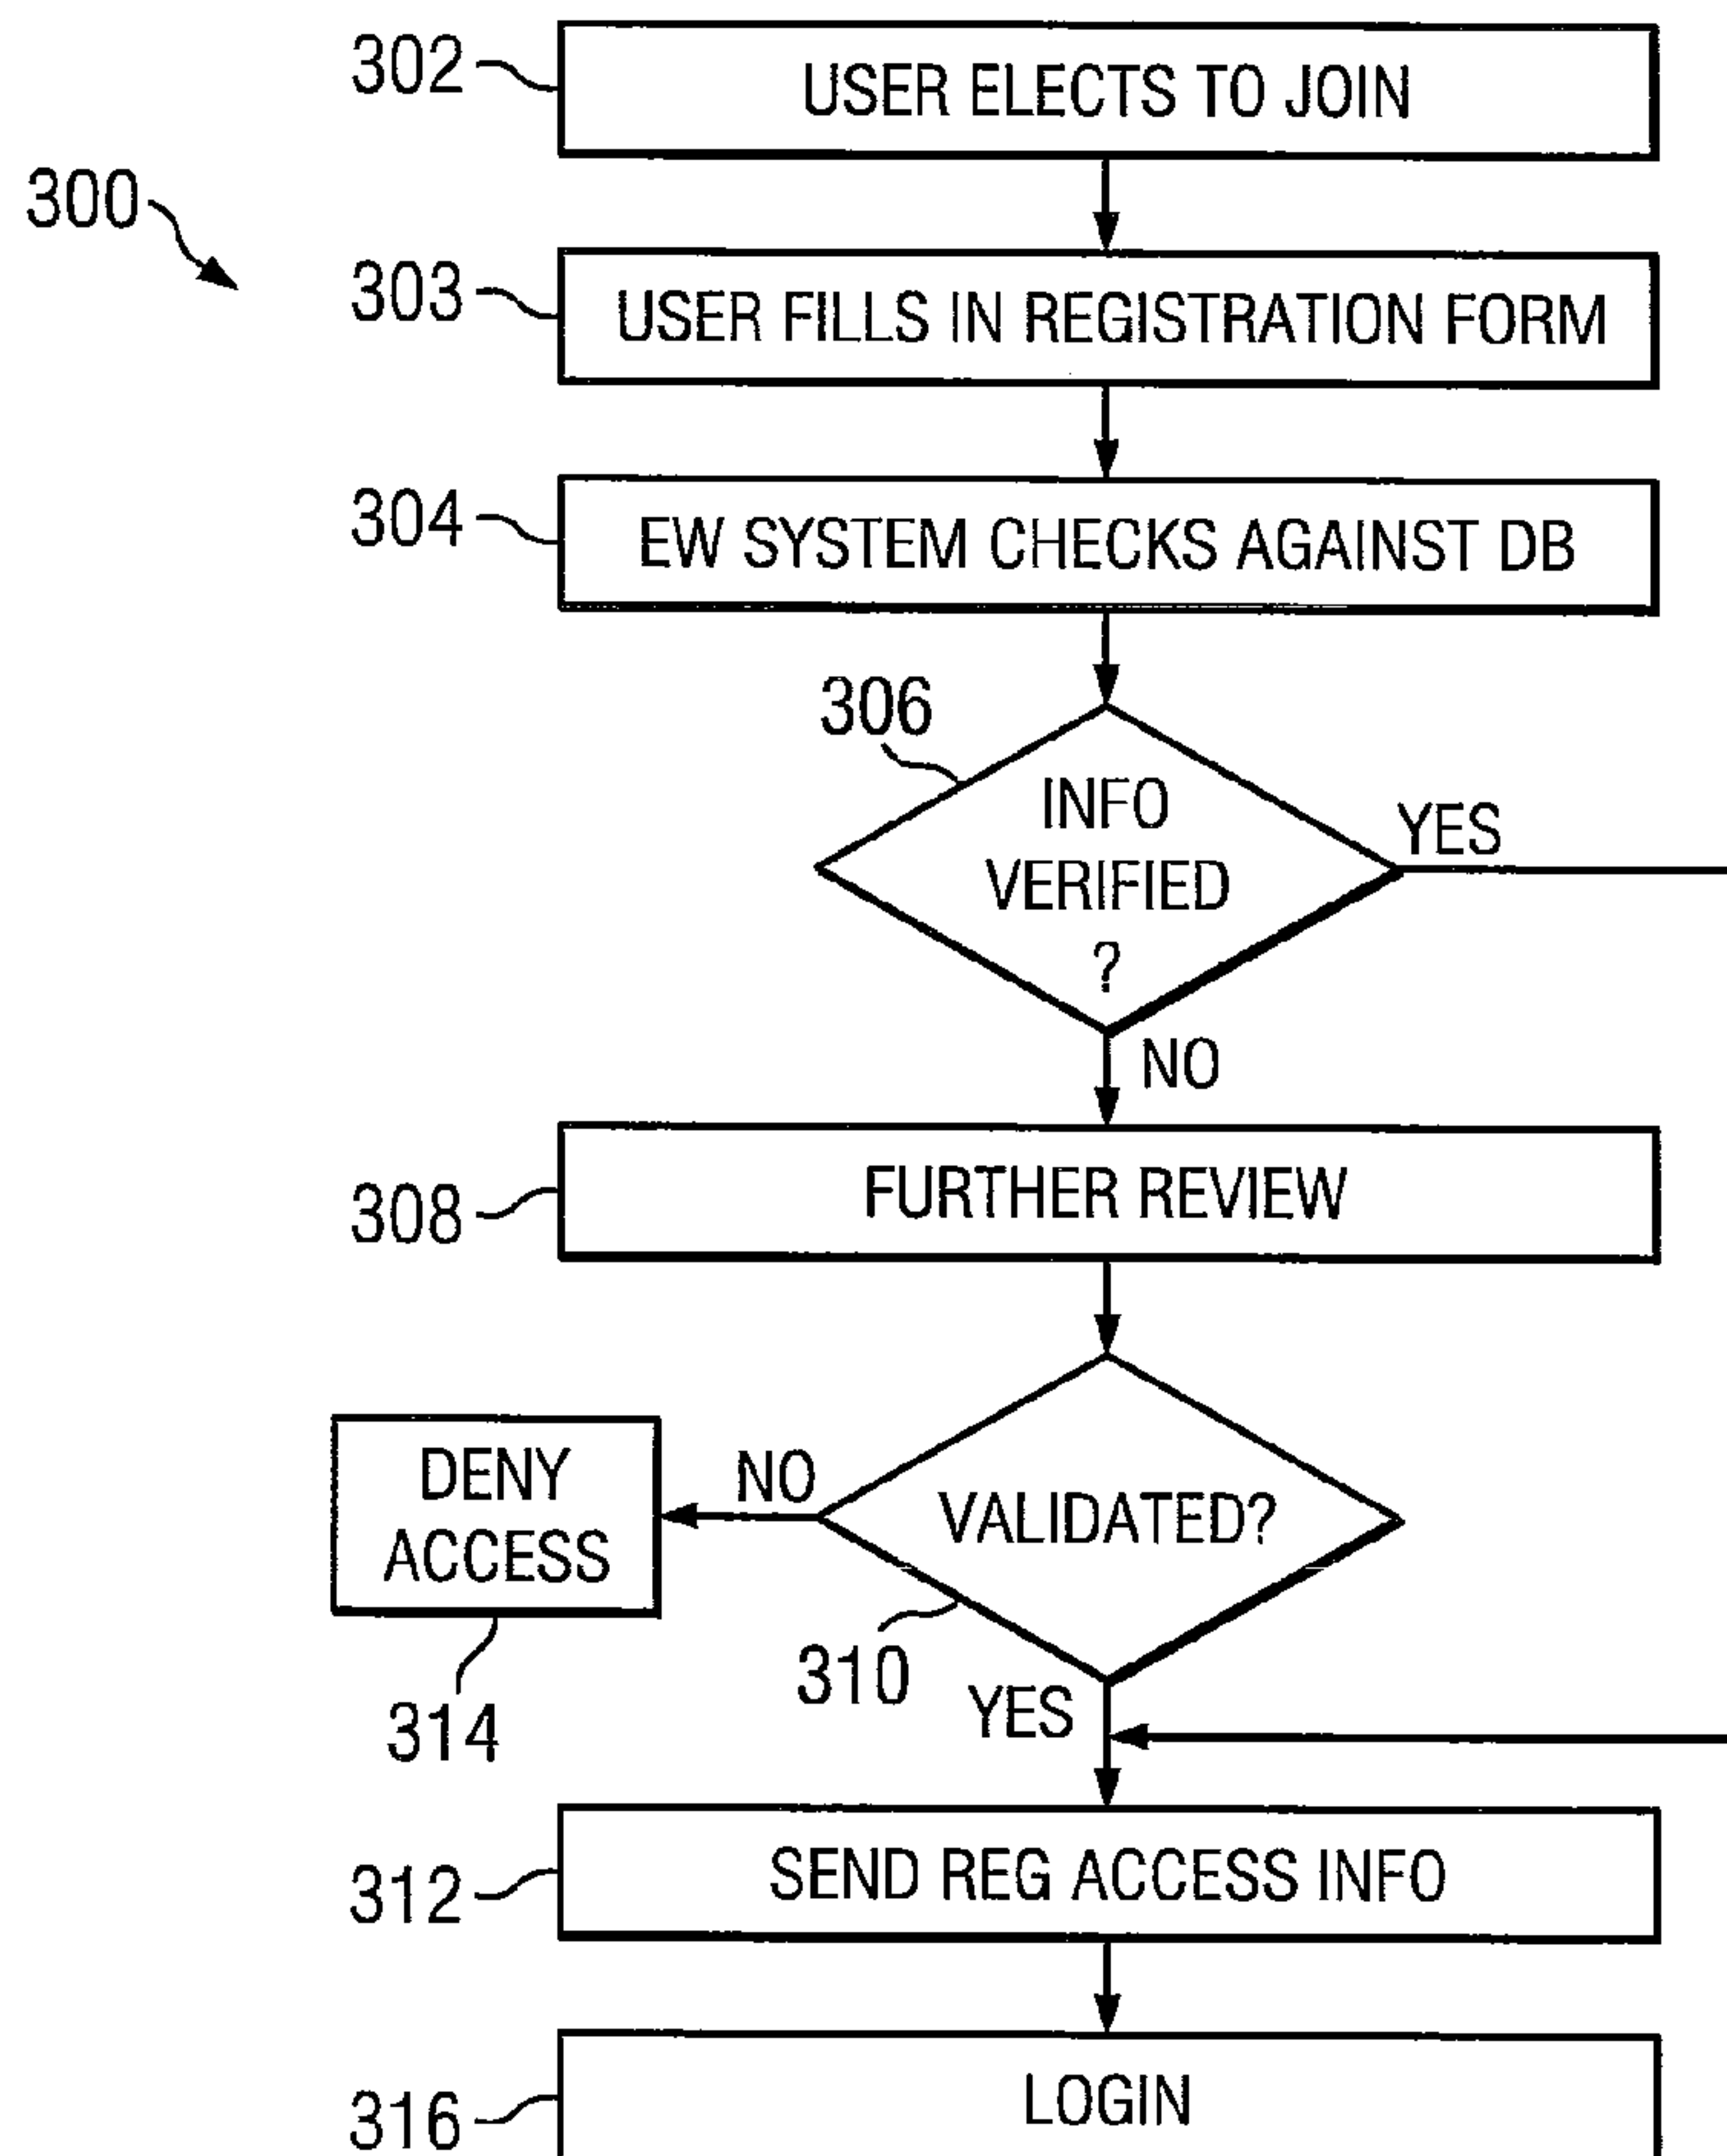 302
USER ELECTS TO JOIN
300
303
USER FILLS IN REGISTRATION FORM
304
EW SYSTEM CHECKS AGAINST DB
306
INFO
VERIFIED
?
YES
NO
308
FURTHER REVIEW
DENY
ACCESS
NO
VALIDATED?
314
310
YES
312
SEND REG ACCESS INFO
316
LOGIN